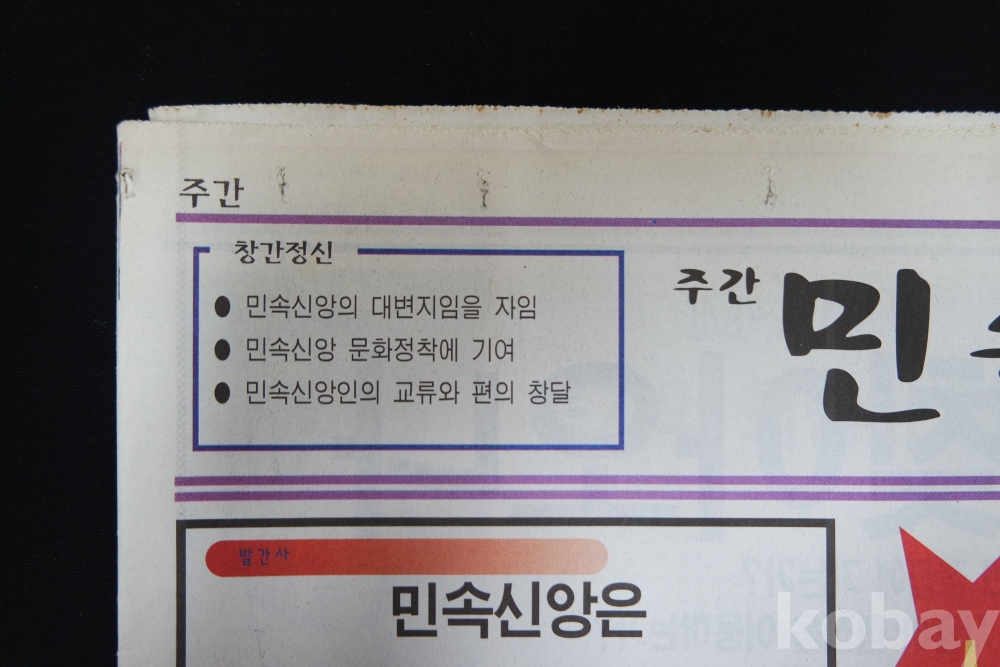 주간
창간정신
● 민속신앙의 대변지임을 자임
● 민속신앙 문화정착에 기여
● 민속신앙인의 교류와 편의 창달
주간
민
발간사
민속신앙은
kobay